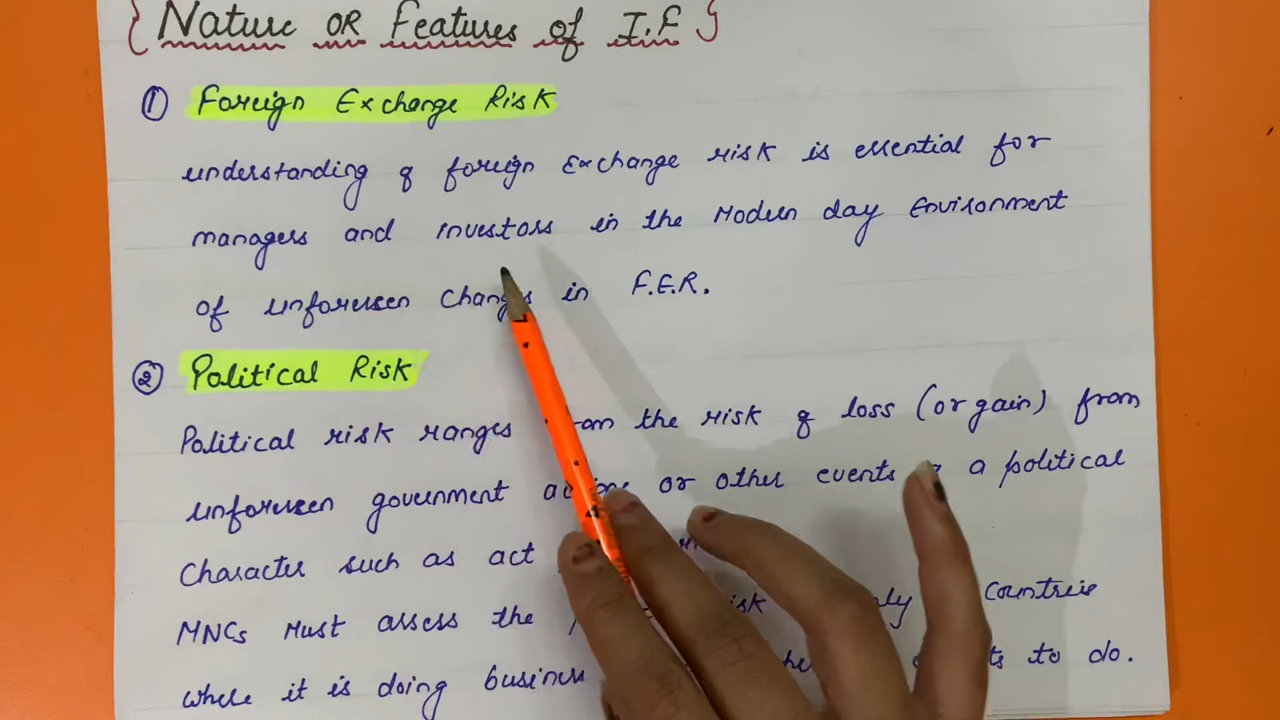 { Nature OR Features of I.F }
① Foreign Exchange Risk
understanding of foreign Exchange risk is essential for
managers and investors in the Modern day Environment
of unforeseen Changes in F.E.R.
② Political Risk
Political risk ranges the risk of loss (or gain) from
unforeseen government or other events a political
Character such as act
MNCs Must assess the Countries
where it is doing business to do.